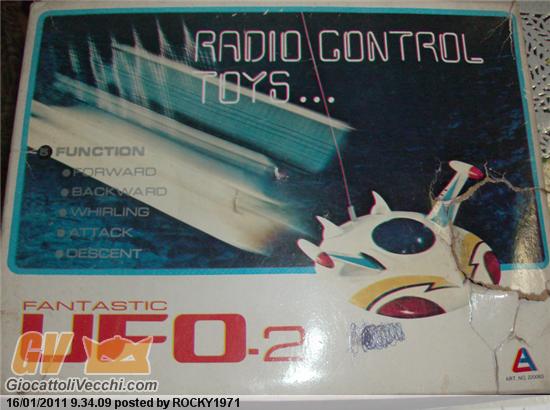 RADIO CONTROL
TOYS...
5 FUNCTION
FORWARD
BACKWARD
WHIRLING
ATTACK
DESCENT
FANTASTIC
UFO-2
GV
GiocattoliVecchi.com
16/01/2011 9.34.09 posted by ROCKY1971